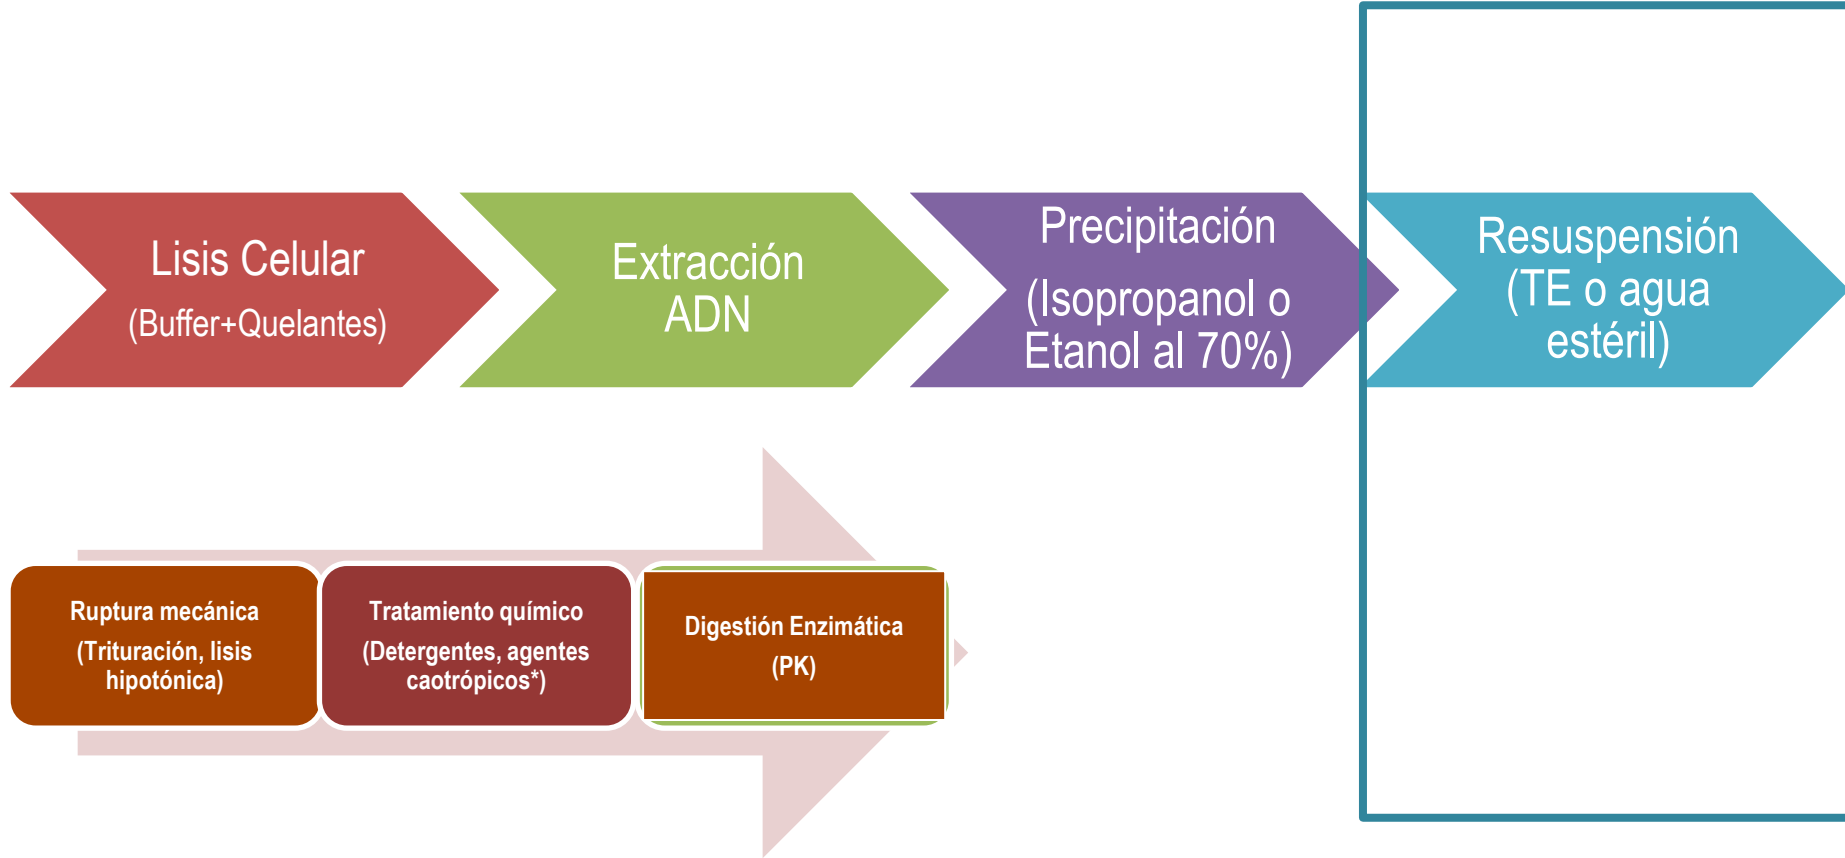 Lisis Celular
(Buffer+Quelantes)
Extracción
ADN
Precipitación
(Isopropanol o
Etanol al 70%)
Resuspensión
(TE o agua
estéril)
Ruptura mecánica
(Trituración, lisis
hipotónica)
Tratamiento químico
(Detergentes, agentes
caotrópicos*)
Digestión Enzimática
(PK)